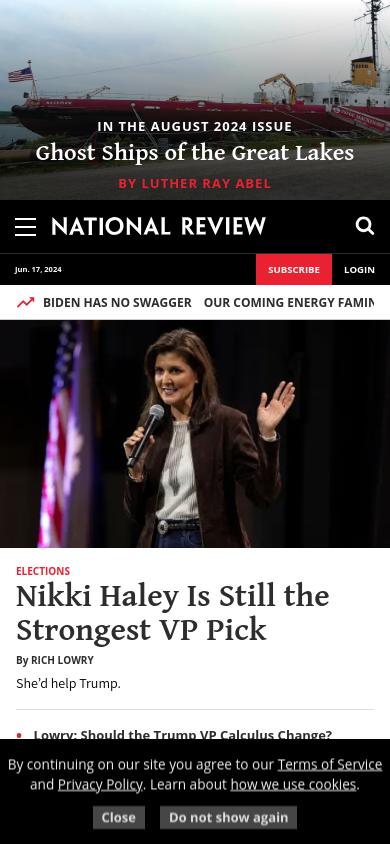 IN THE AUGUST 2024 ISSUE
Ghost Ships of the Great Lakes
BY LUTHER RAY ABEL
NATIONAL REVIEW
Jun. 17, 2024
SUBSCRIBE
LOGIN
BIDEN HAS NO SWAGGER OUR COMING ENERGY FAMIN
ELECTIONS
Nikki Haley Is Still the
Strongest VP Pick
By RICH LOWRY
She’d help Trump.
Lowry: Should the Trump VP Calculus Change?
By continuing on our site you agree to our Terms of Service
and Privacy Policy. Learn about how we use cookies.
Close
Do not show again